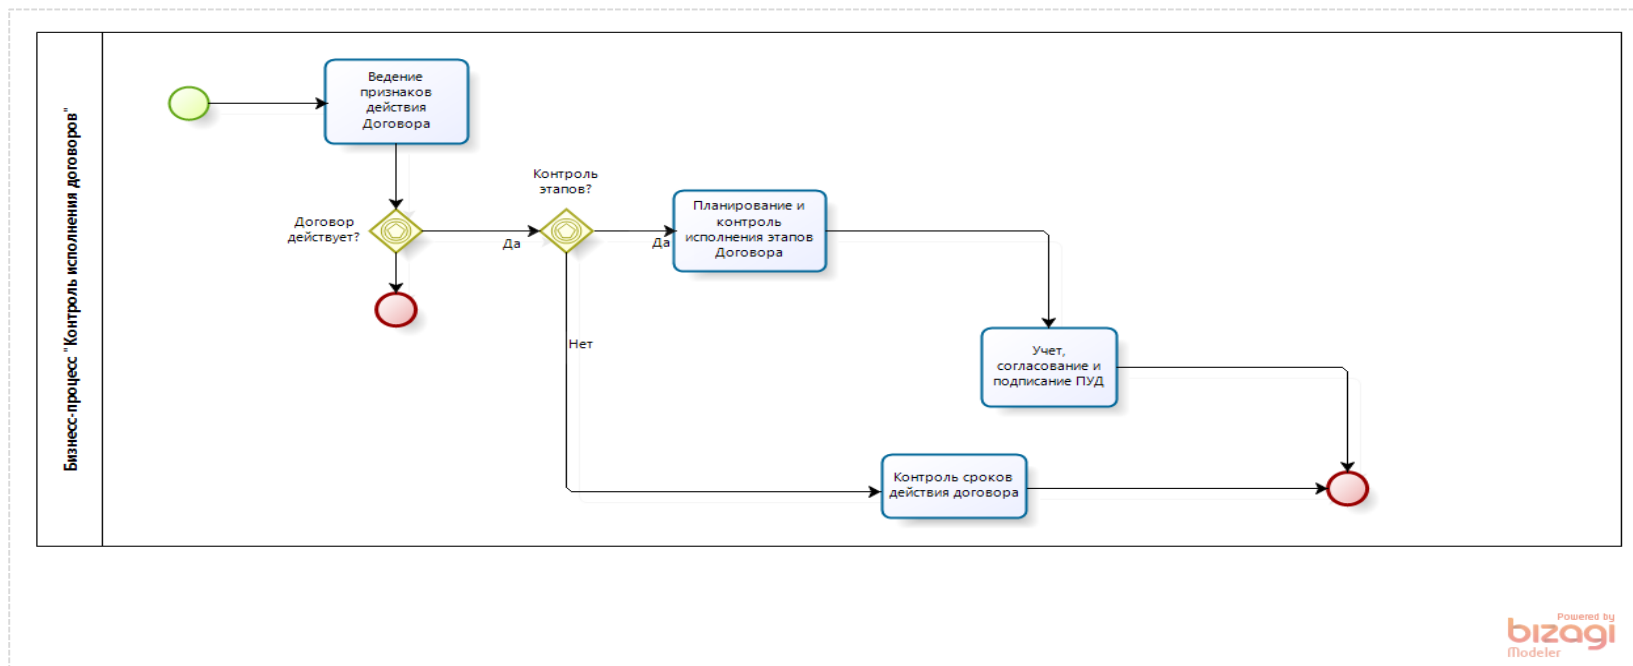 Бизнесс-процесс "Контроль исполнения договоров"
Ведение
признаков
действия
Договора
Договор
действует?
Да
Контроль
этапов?
Да
Нет
Планирование и
контроль
исполнения этапов
Договора
Учет,
согласование и
подписание ПУД
Контроль сроков
действия договора
Powered by
bizagi
Modeler